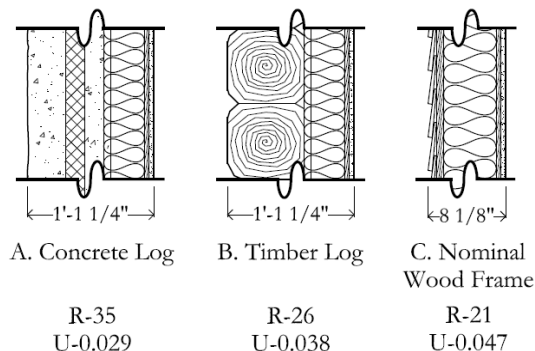 1'-1 1/4"
1'-1 1/4"
8 1/8"
A. Concrete Log
B. Timber Log
C. Nominal
Wood Frame
R-35
U-0.029
R-26
U-0.038
R-21
U-0.047